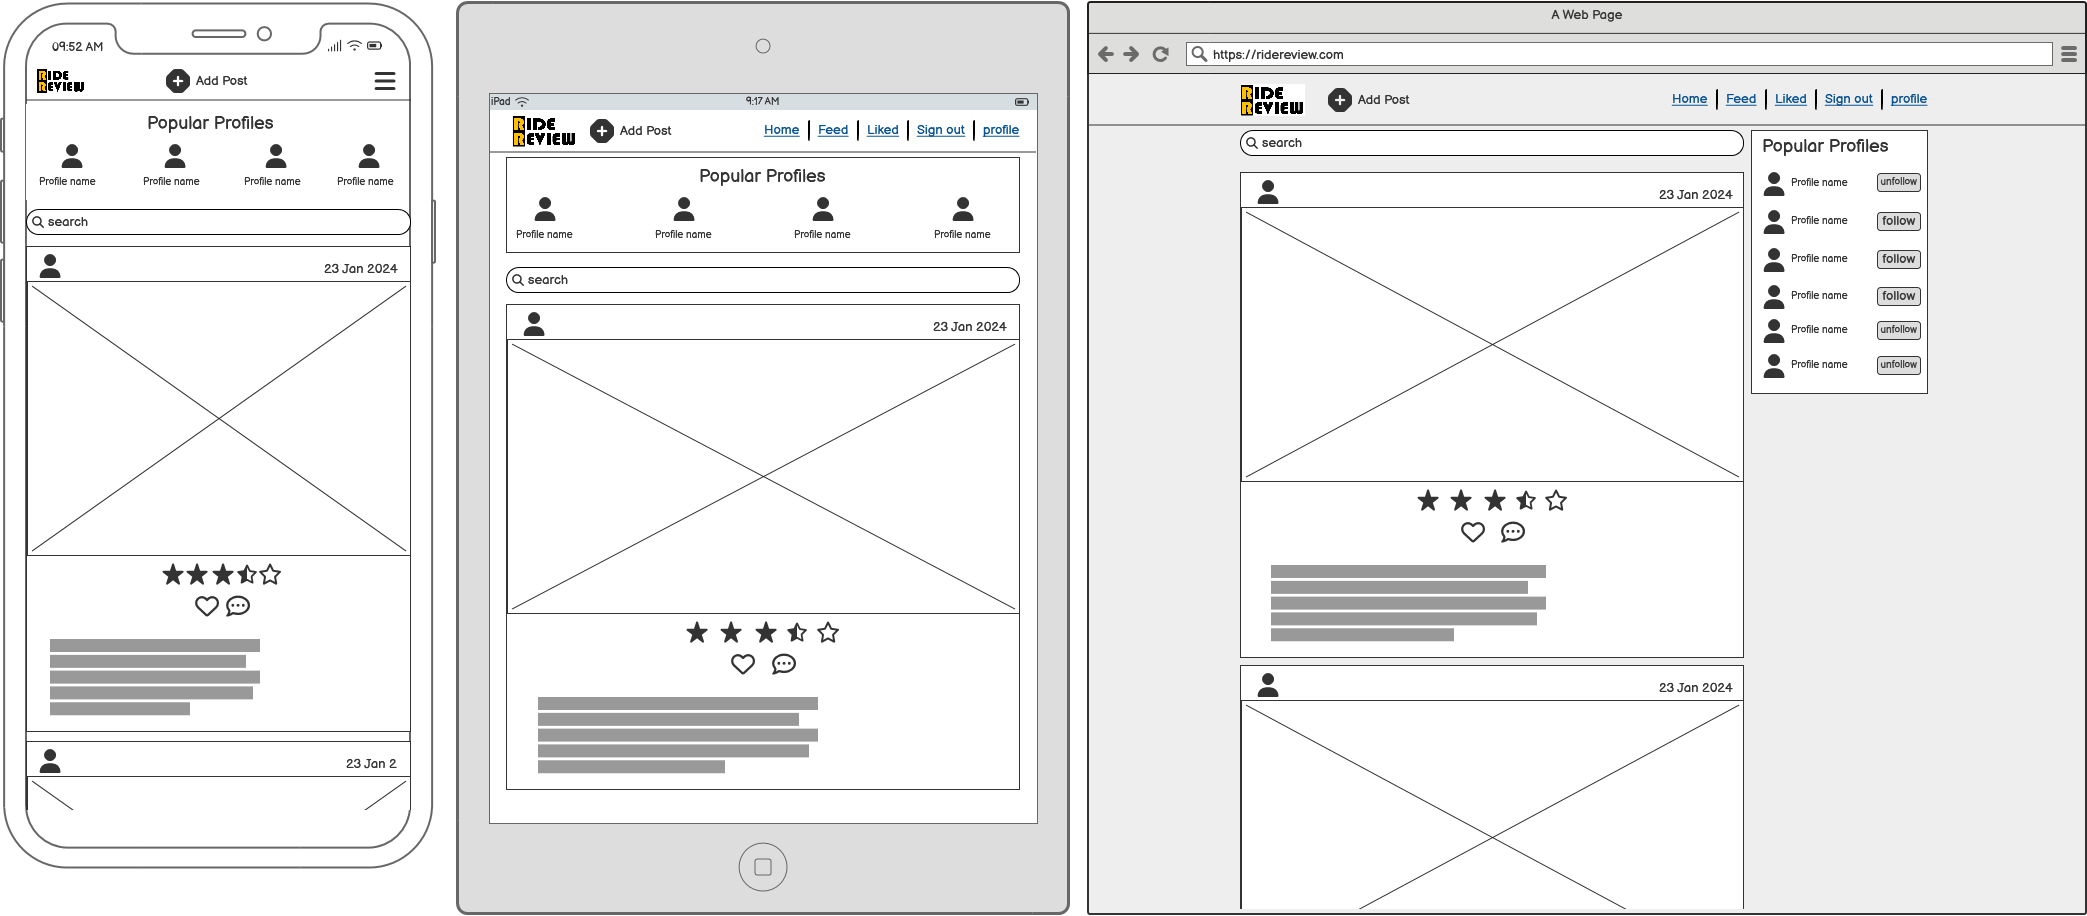 09:52 AM
RIDE
REVIEW
Add Post
Popular Profiles
Profile name
Profile name
Profile name
Profile name
search
23 Jan 2024
23 Jan 2
iPad
9:17 AM
RIDE
REVIEW
Add Post
Home
Feed
Liked
Sign out
profile
Popular Profiles
Profile name
Profile name
Profile name
Profile name
search
23 Jan 2024
A Web Page
https://ridereview.com
RIDE
REVIEW
Add Post
Home
Feed
Liked
Sign out
profile
search
23 Jan 2024
23 Jan 2024
Popular Profiles
Profile name unfollow
Profile name follow
Profile name follow
Profile name follow
Profile name unfollow
Profile name unfollow